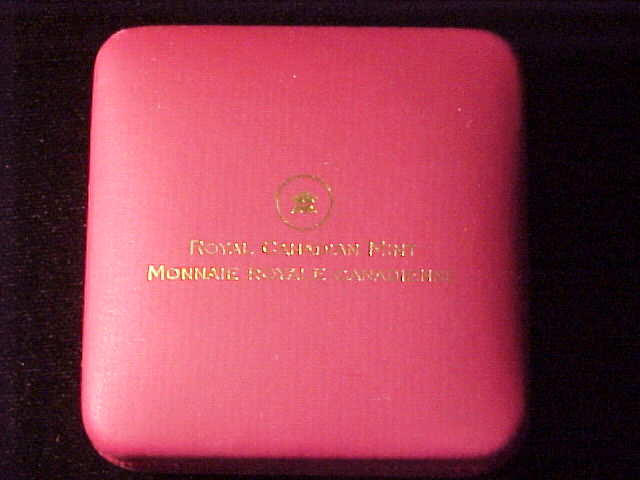 ROYAL CANADIAN MINT
MONNAIE ROYALE CANADIENNE